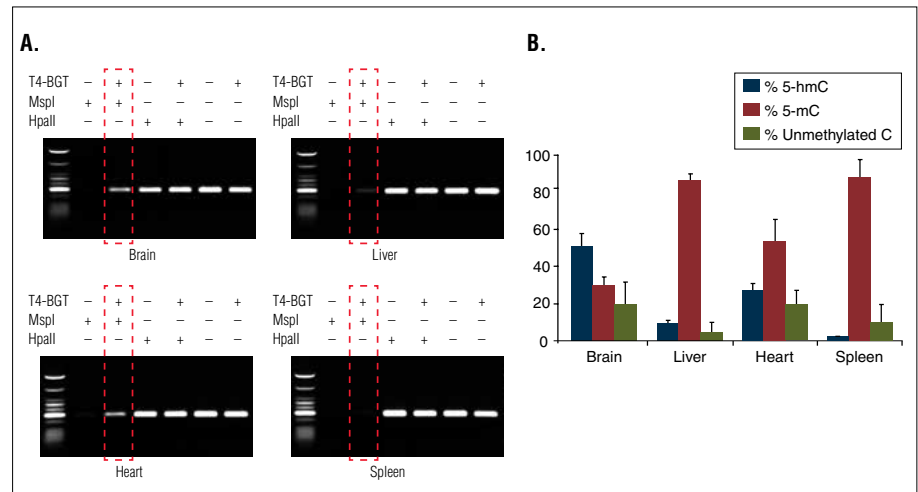 A.
T4-BGT – + – + – +
MspI + + – – – –
HpaII – – + + – –
Brain
T4-BGT – + – + – +
MspI + + – – – –
HpaII – – + + – –
Liver
T4-BGT – + – + – +
MspI + + – – – –
HpaII – – + + – –
Heart
T4-BGT – + – + – +
MspI + + – – – –
HpaII – – + + – –
Spleen
B.
% 5-hmC
% 5-mC
% Unmethylated C
100
80
60
40
20
0
Brain Liver Heart Spleen